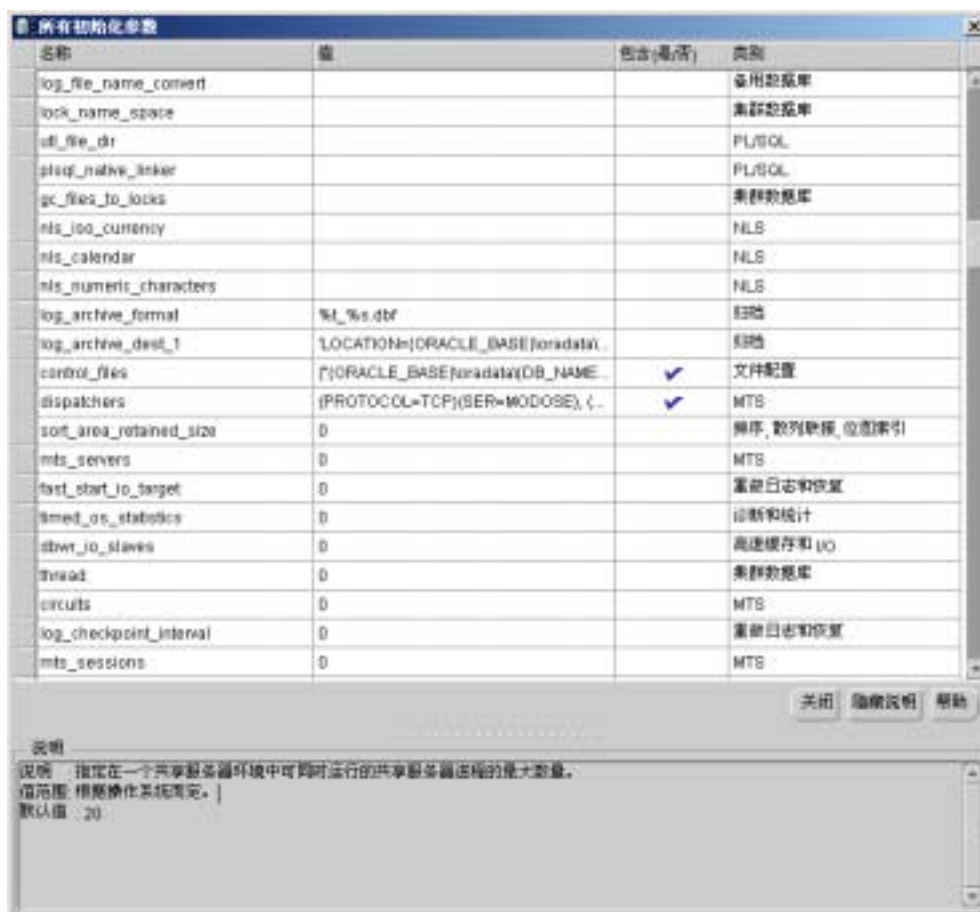 所有初始化参数
名称 值 包含(是/否) 类别
log_file_name_convert 备用数据库
lock_name_space 集群数据库
utl_file_dir PL/SQL
plsql_native_linker PL/SQL
gc_files_to_locks 集群数据库
nls_iso_currency NLS
nls_calendar NLS
nls_numeric_characters NLS
log_archive_format %t_%s.dbf 归档
log_archive_dest_1 'LOCATION={ORACLE_BASE}\oradata\... 归档
control_files ("{ORACLE_BASE}\oradata\{DB_NAME... ✔ 文件配置
dispatchers (PROTOCOL=TCP)(SER=MODOSE), (... ✔ MTS
sort_area_retained_size 0 排序, 散列联接, 位图索引
mts_servers 0 MTS
fast_start_io_target 0 重做日志和恢复
timed_os_statistics 0 诊断和统计
dbwr_io_slaves 0 高速缓存和 I/O
thread 0 集群数据库
circuits 0 MTS
log_checkpoint_interval 0 重做日志和恢复
mts_sessions 0 MTS
关闭 隐藏说明 帮助
说明
说明 : 指定在一个共享服务器环境中可同时运行的共享服务器进程的最大数量。
值范围: 根据操作系统而定。
默认值 : 20